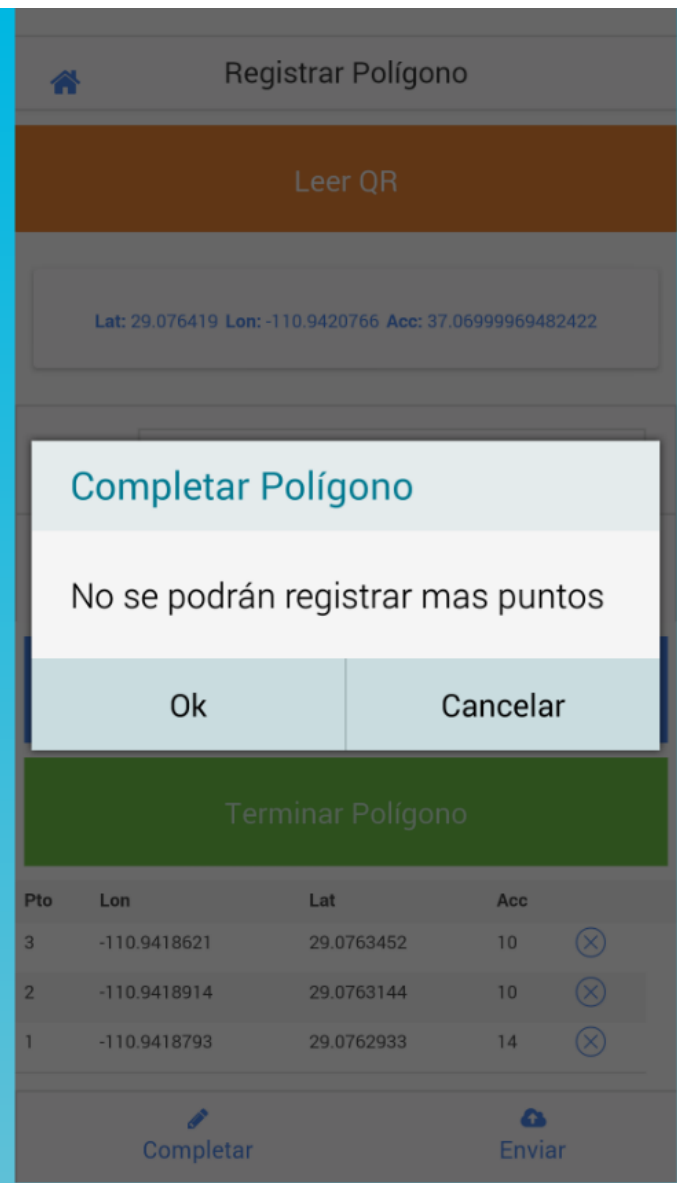 Registrar Polígono
Leer QR
Lat: 29.076419 Lon: -110.9420766 Acc: 37.06999969482422
Completar Polígono
No se podrán registrar mas puntos
Ok Cancelar
Terminar Polígono
Pto Lon Lat Acc
3 -110.9418621 29.0763452 10
2 -110.9418914 29.0763144 10
1 -110.9418793 29.0762933 14
Completar Enviar